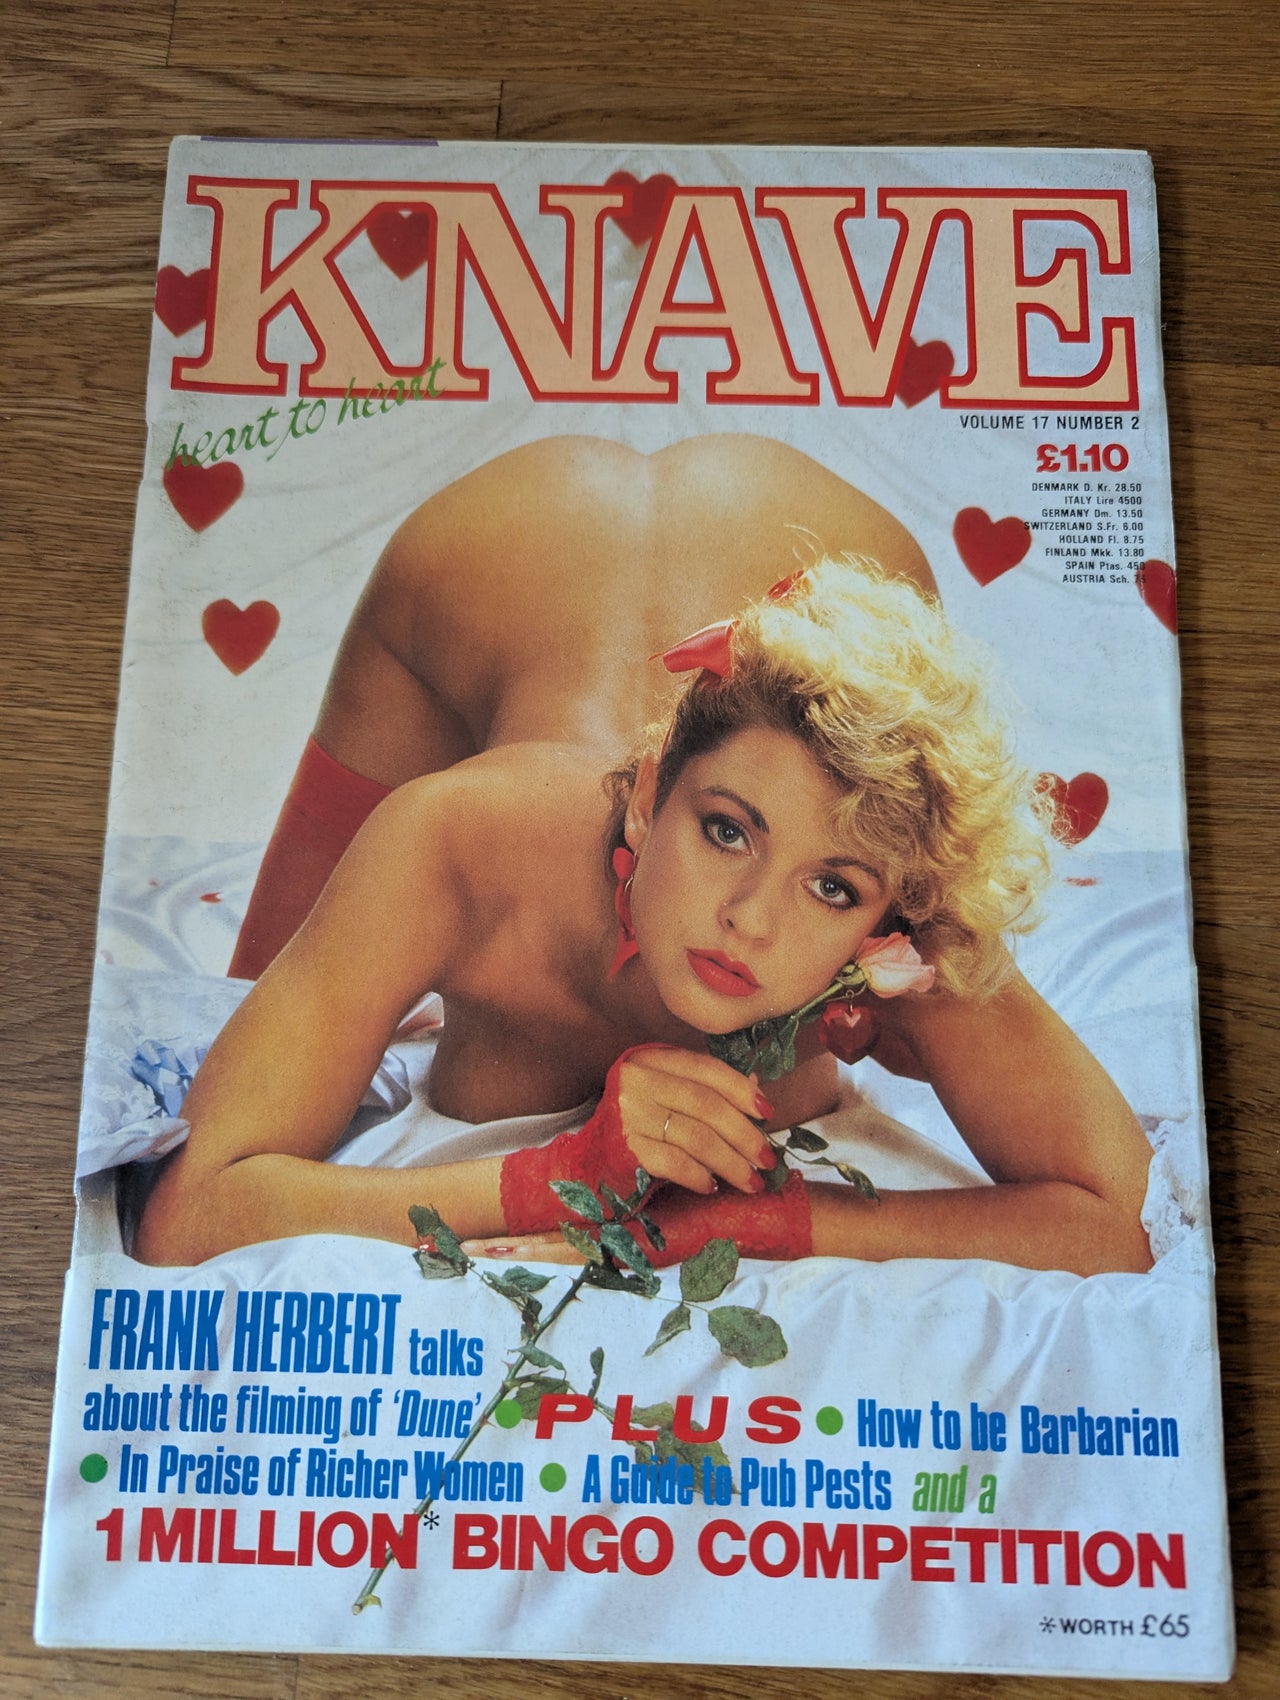 KNAVE
heart to heart
VOLUME 17 NUMBER 2
£1.10
DENMARK D. Kr. 28.50
ITALY Lire 4500
GERMANY Dm. 13.50
SWITZERLAND S.Fr. 6.00
HOLLAND Fl. 8.75
FINLAND Mkk. 13.80
SPAIN Ptas. 450
AUSTRIA Sch. 75
FRANK HERBERT talks
about the filming of 'Dune' • PLUS • How to be Barbarian
• In Praise of Richer Women • A Guide to Pub Pests and a
1 MILLION* BINGO COMPETITION
*WORTH £65